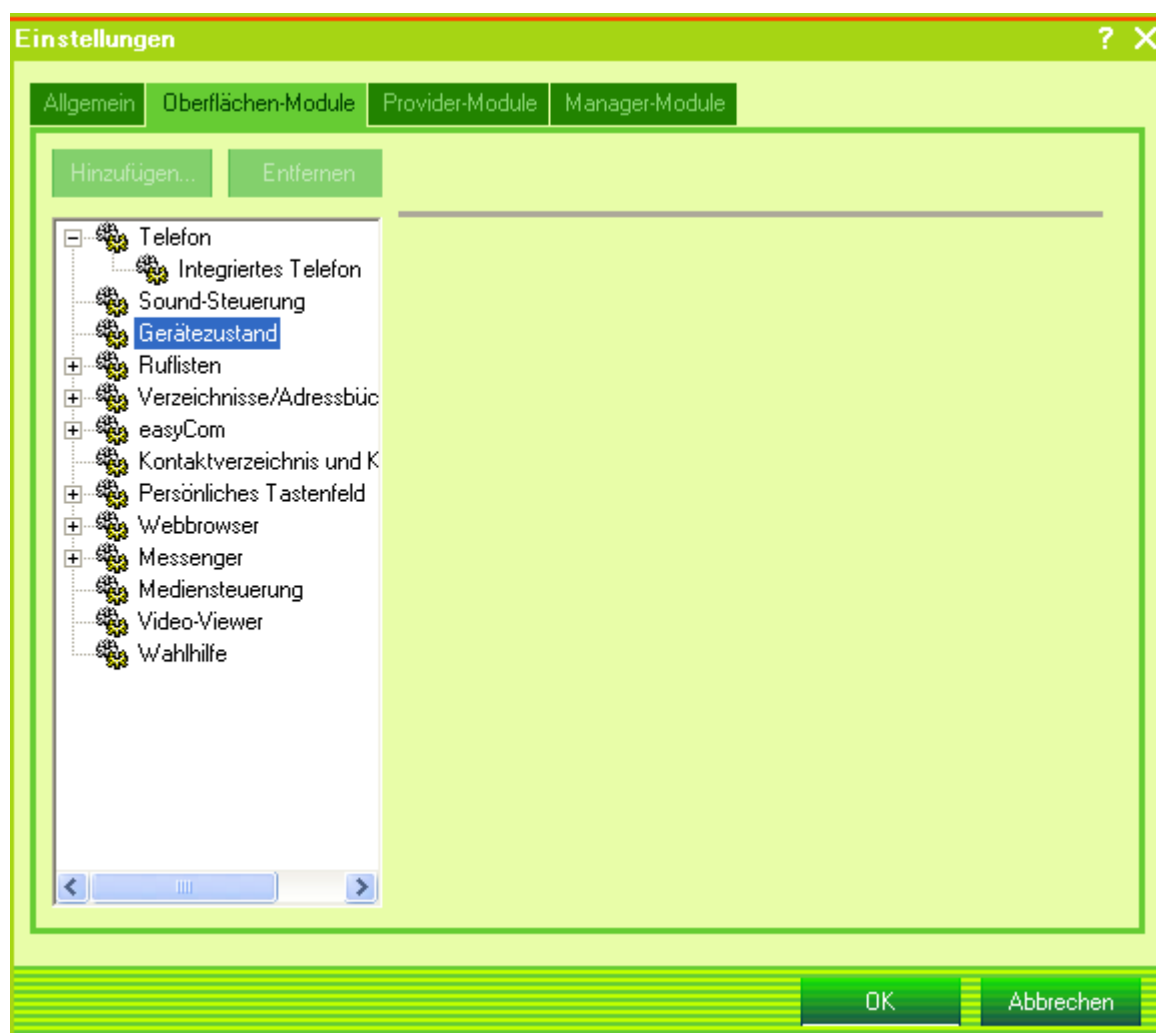 Einstellungen ? X
Allgemein Oberflächen-Module Provider-Module Manager-Module
Hinzufügen... Entfernen
Telefon
Integriertes Telefon
Sound-Steuerung
Gerätezustand
Ruflisten
Verzeichnisse/Adressbüc
easyCom
Kontaktverzeichnis und K
Persönliches Tastenfeld
Webbrowser
Messenger
Mediensteuerung
Video-Viewer
Wahlhilfe
OK Abbrechen